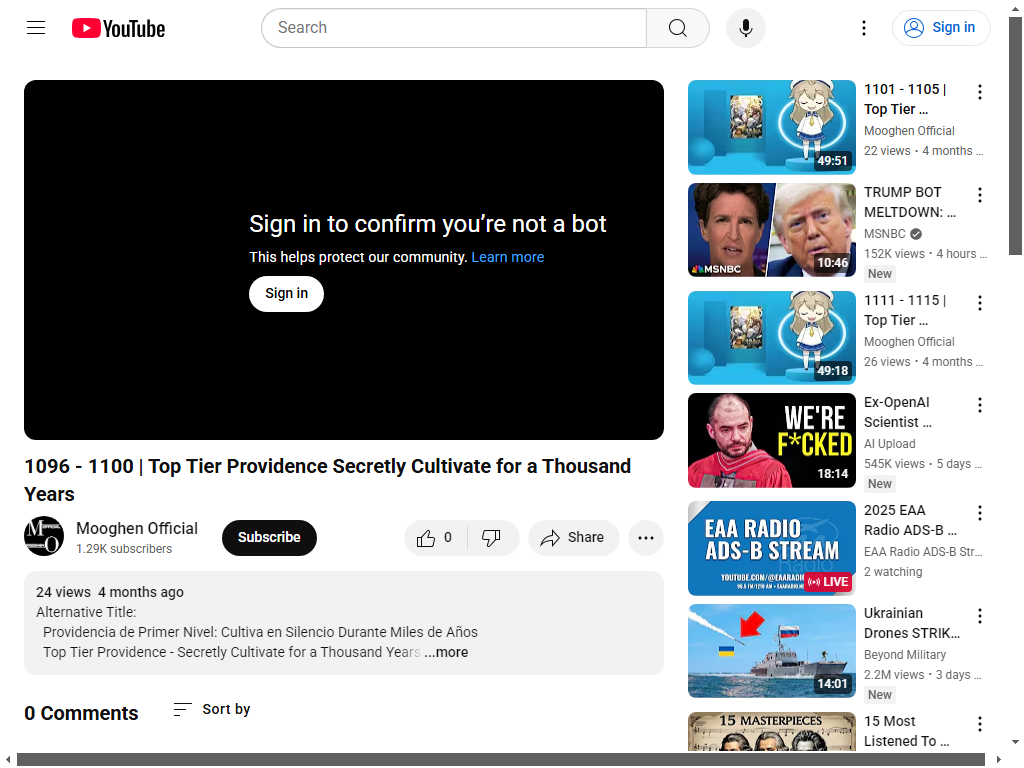 YouTube
Search
Sign in
Sign in to confirm you’re not a bot
This helps protect our community. Learn more
Sign in
1096 - 1100 | Top Tier Providence Secretly Cultivate for a Thousand
Years
Mooghen Official
1.29K subscribers
Subscribe
0
Share
24 views 4 months ago
Alternative Title:
Providencia de Primer Nivel: Cultiva en Silencio Durante Miles de Años
Top Tier Providence - Secretly Cultivate for a Thousand Years ...more
0 Comments
Sort by
49:51
1101 - 1105 |
Top Tier ...
Mooghen Official
22 views • 4 months ...
MSNBC
10:46
TRUMP BOT
MELTDOWN: ...
MSNBC
152K views • 4 hours ...
New
49:18
1111 - 1115 |
Top Tier ...
Mooghen Official
26 views • 4 months ...
WE'RE
F*CKED
18:14
Ex-OpenAI
Scientist ...
AI Upload
545K views • 5 days ...
New
EAA RADIO
ADS-B STREAM
LIVE
2025 EAA
Radio ADS-B ...
EAA Radio ADS-B Str...
2 watching
14:01
Ukrainian
Drones STRIK...
Beyond Military
2.2M views • 3 days ...
New
15 MASTERPIECES
15 Most
Listened To ...